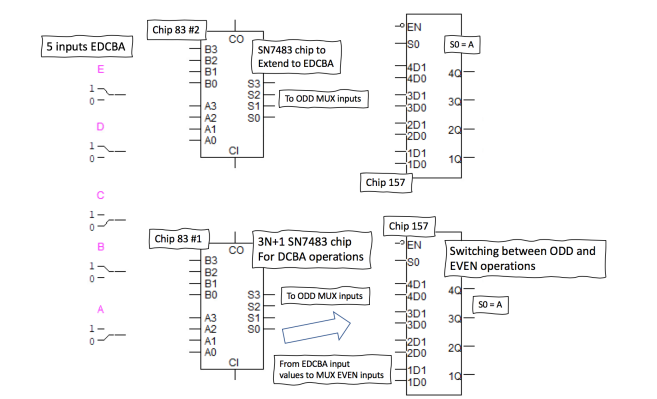 5 inputs EDCBA
E
1
0
D
1
0
C
1
0
B
1
0
A
1
0
Chip 83 #2
CO
B3
B2
B1
B0
A3
A2
A1
A0
S3
S2
S1
S0
CI
SN7483 chip to
Extend to EDCBA
To ODD MUX inputs
EN
S0
4D1
4D0
3D1
3D0
2D1
2D0
1D1
1D0
4Q
3Q
2Q
1Q
S0 = A
Chip 157
Chip 83 #1
CO
B3
B2
B1
B0
A3
A2
A1
A0
S3
S2
S1
S0
CI
3N+1 SN7483 chip
For DCBA operations
To ODD MUX inputs
From EDCBA input
values to MUX EVEN inputs
Chip 157
EN
S0
4D1
4D0
3D1
3D0
2D1
2D0
1D1
1D0
4Q
3Q
2Q
1Q
Switching between ODD and
EVEN operations
S0 = A